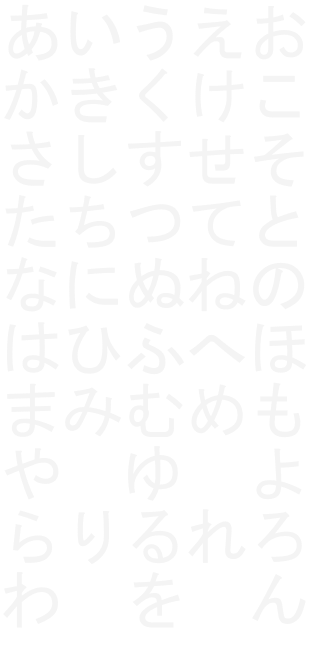 あいうえお
かきくけこ
さしすせそ
たちつてと
なにぬねの
はひふへほ
まみむめも
やゆよ
らりるれろ
わをん